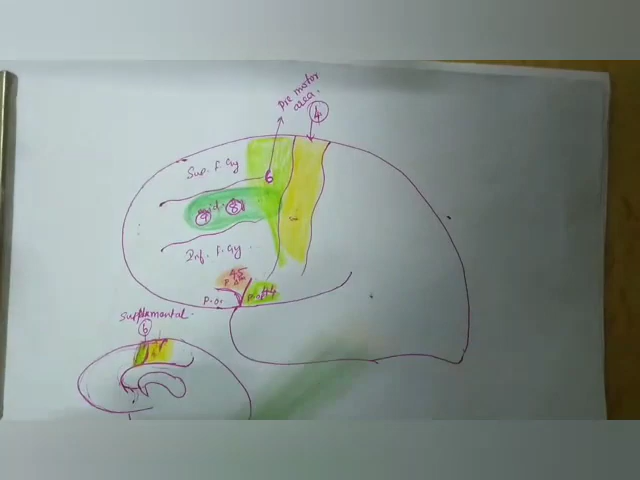 Pre motor
area.
4
Sup. f. Gy
6
9 8
Inf. f. Gy
45
44
P. or
Supplemental
6